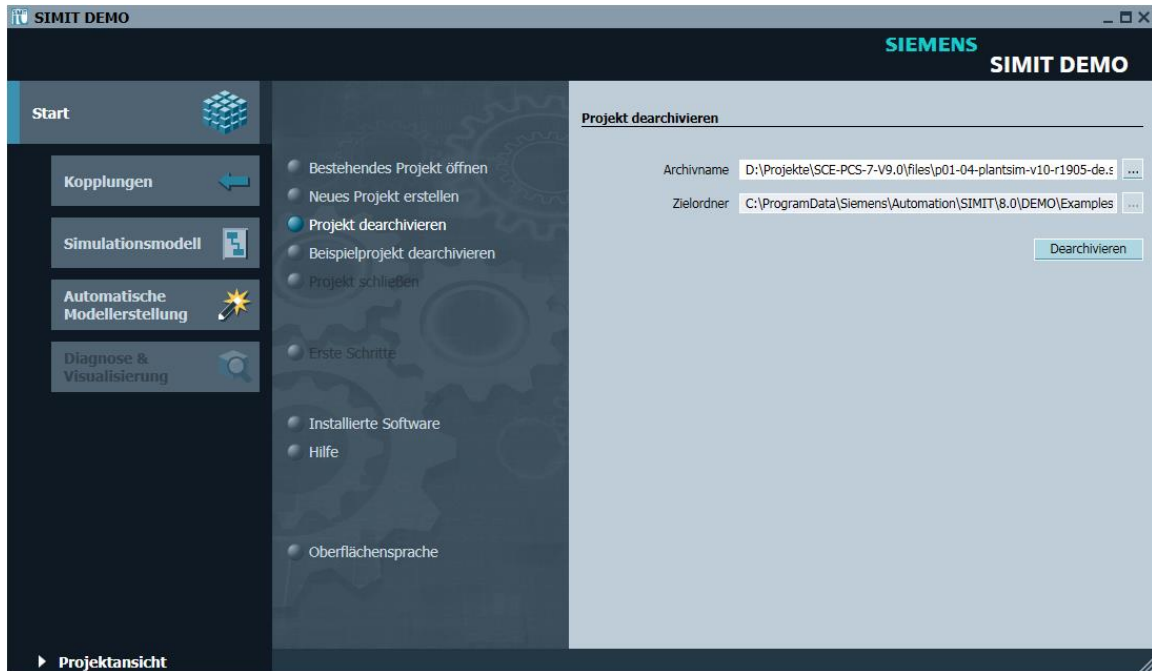 SIMIT DEMO
SIEMENS
SIMIT DEMO
Start
Kopplungen
Simulationsmodell
Automatische
Modellerstellung
Diagnose &
Visualisierung
Projektansicht
Bestehendes Projekt öffnen
Neues Projekt erstellen
Projekt dearchivieren
Beispielprojekt dearchivieren
Projekt schließen
Erste Schritte
Installierte Software
Hilfe
Oberflächensprache
Projekt dearchivieren
Archivname D:\Projekte\SCE-PCS-7-V9.0\files\p01-04-plantsim-v10-r1905-de.s ...
Zielordner C:\ProgramData\Siemens\Automation\SIMIT\8.0\DEMO\Examples ...
Dearchivieren